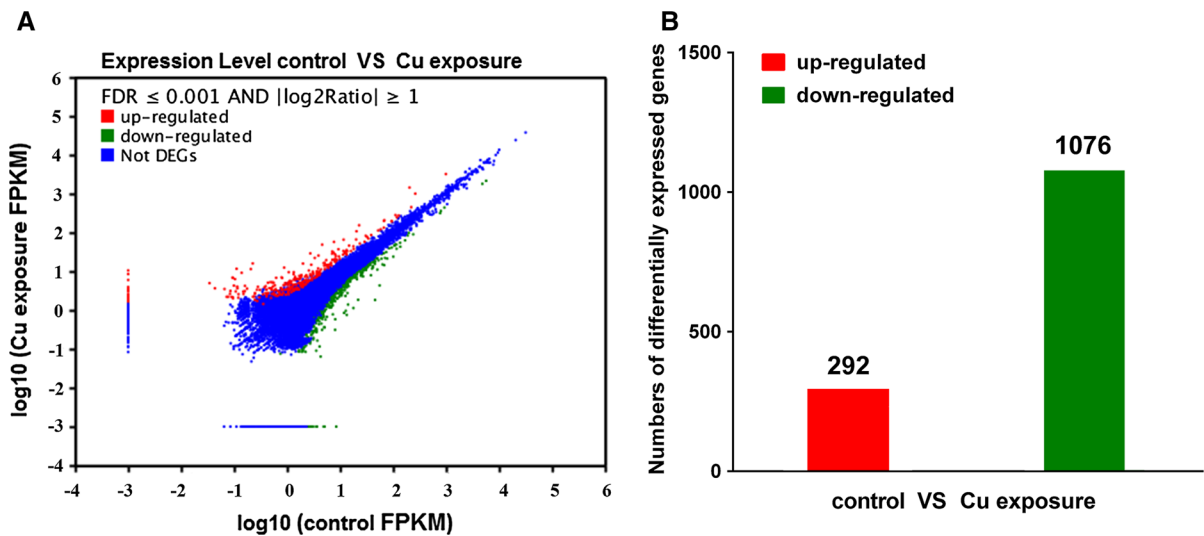 A
Expression Level control VS Cu exposure
FDR ≤ 0.001 AND |log2Ratio| ≥ 1
up-regulated
down-regulated
Not DEGs
log10 (Cu exposure FPKM)
6
5
4
3
2
1
0
-1
-2
-3
-4
-4
-3
-2
-1
0
1
2
3
4
5
6
log10 (control FPKM)
B
up-regulated
down-regulated
Numbers of differentially expressed genes
1500
1000
500
0
292
1076
control VS Cu exposure